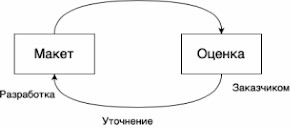 Макет
Оценка
Разработка
Заказчиком
Уточнение